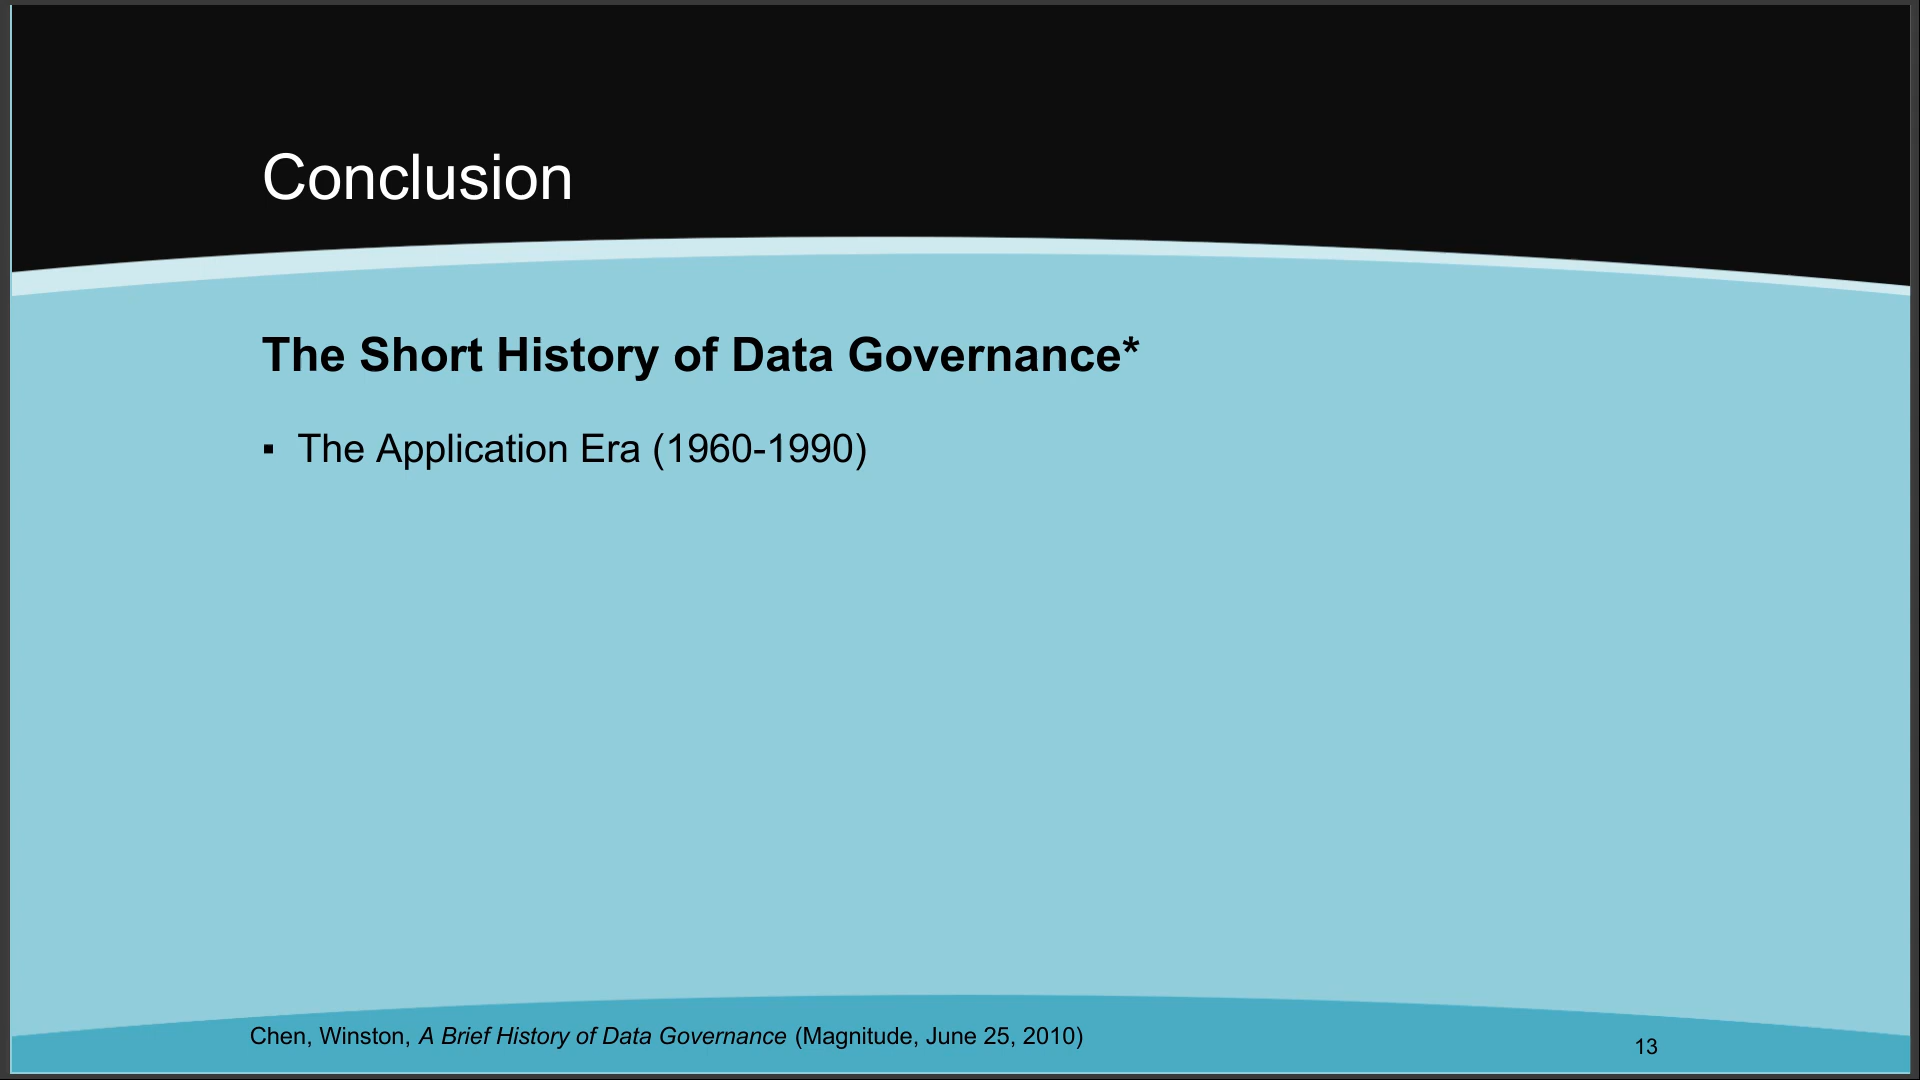 Conclusion
The Short History of Data Governance*
▪ The Application Era (1960-1990)
Chen, Winston, A Brief History of Data Governance (Magnitude, June 25, 2010)
13